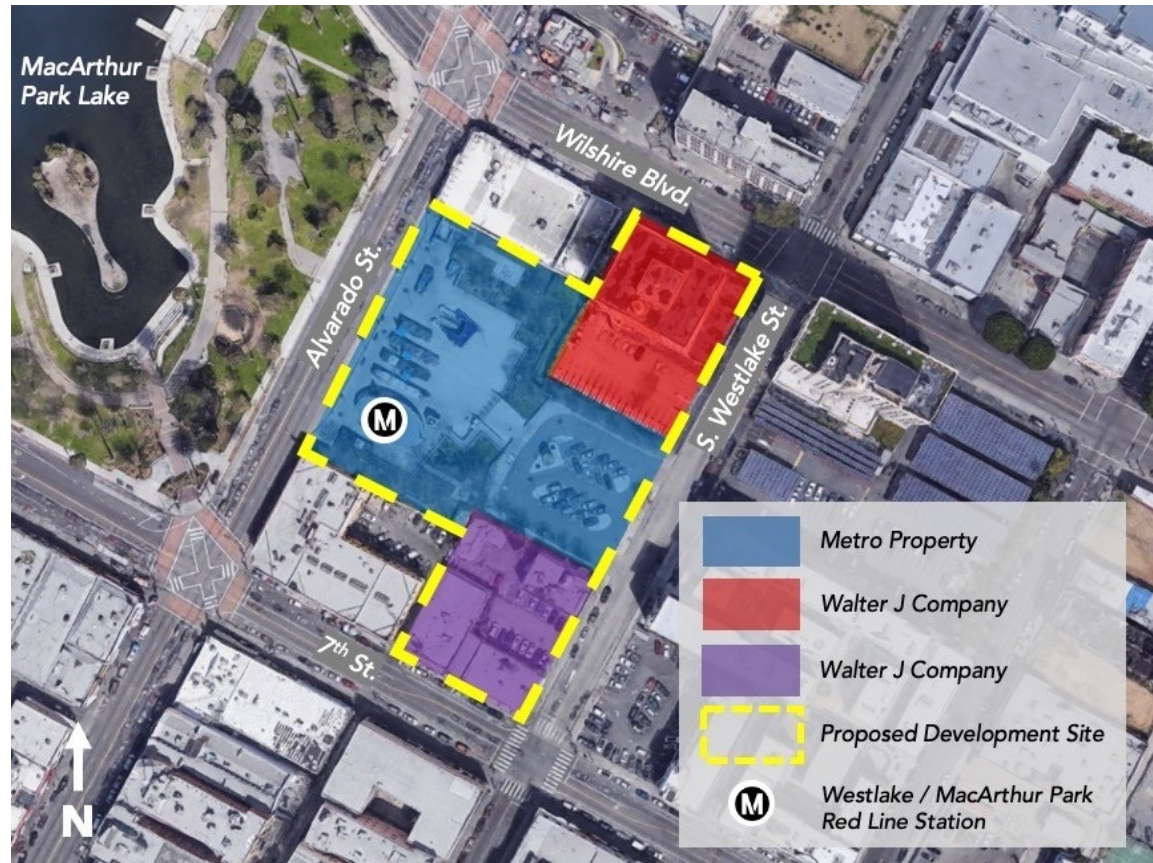 MacArthur
Park Lake
Wilshire Blvd.
Alvarado St.
S. Westlake St.
M
7th St.
N
Metro Property
Walter J Company
Walter J Company
Proposed Development Site
M
Westlake / MacArthur Park
Red Line Station